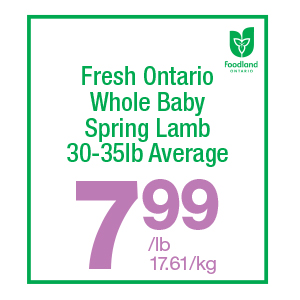 Foodland
ONTARIO
Fresh Ontario
Whole Baby
Spring Lamb
30-35lb Average
7.99
/lb
17.61/kg